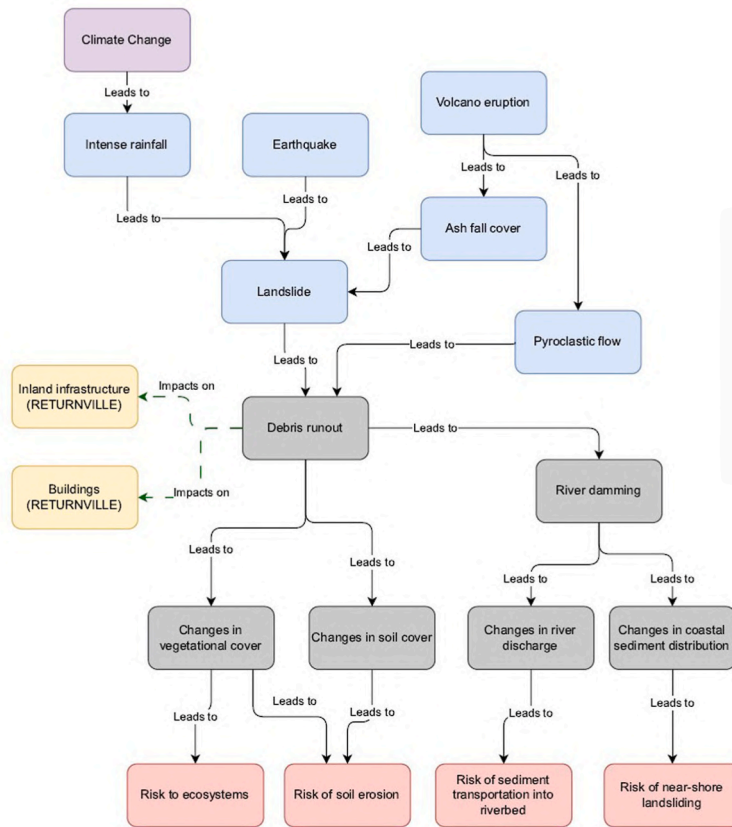 Climate Change
Leads to
Volcano eruption
Intense rainfall
Earthquake
Leads to
Leads to
Leads to
Leads to
Ash fall cover
Leads to
Landslide
Pyroclastic flow
Leads to
Leads to
Inland infrastructure
(RETURNVILLE)
Impacts on
Debris runout
Leads to
Buildings
(RETURNVILLE)
Impacts on
River damming
Leads to
Leads to
Leads to
Leads to
Changes in
vegetational cover
Changes in soil cover
Changes in river
discharge
Changes in coastal
sediment distribution
Leads to
Leads to
Leads to
Leads to
Leads to
Risk to ecosystems
Risk of soil erosion
Risk of sediment
transportation into
riverbed
Risk of near-shore
landsliding